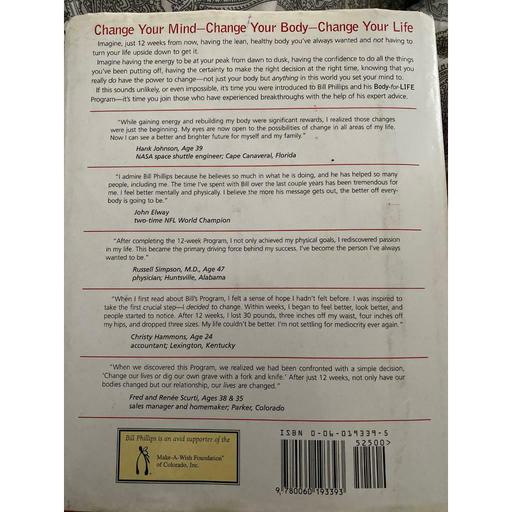 Change Your Mind—Change Your Body—Change Your Life
Imagine, just 12 weeks from now, having the lean, healthy body you've always wanted and not having to
turn your life upside down to get it.
Imagine having the energy to be at your peak from dawn to dusk, having the confidence to do all the things
you've been putting off, having the certainty to make the right decision at the right time, knowing that you
really do have the power to change—not just your body but anything in this world you set your mind to.
If this sounds unlikely, or even impossible, it's time you were introduced to Bill Phillips and his Body-for-LIFE
Program—it's time you join those who have experienced breakthroughs with the help of his expert advice.
"While gaining energy and rebuilding my body were significant rewards, I realized those changes
were just the beginning. My eyes are now open to the possibilities of change in all areas of my life.
Now I can see a better and brighter future for myself and my family."
Hank Johnson, Age 39
NASA space shuttle engineer; Cape Canaveral, Florida
"I admire Bill Phillips because he believes so much in what he is doing, and he has helped so many
people, including me. The time I've spent with Bill over the last couple years has been tremendous for
me. I feel better mentally and physically. I believe the more his message gets out, the better off every-
body is going to be."
John Elway
two-time NFL World Champion
"After completing the 12-week Program, I not only achieved my physical goals, I rediscovered passion
in my life. This became the primary driving force behind my success. I've become the person I've always
wanted to be."
Russell Simpson, M.D., Age 47
physician; Huntsville, Alabama
"When I first read about Bill's Program, I felt a sense of hope I hadn't felt before. I was inspired to
take the first crucial step—I decided to change. Within weeks, I began to feel better, look better, and
people started to notice. After 12 weeks, I lost 30 pounds, three inches off my waist, four inches off
my hips, and dropped three sizes. My life couldn't be better. I'm not settling for mediocrity ever again."
Christy Hammons, Age 24
accountant; Lexington, Kentucky
"When we discovered this Program, we realized we had been confronted with a simple decision,
'Change our lives or dig our own grave with a fork and knife.' After just 12 weeks, not only have our
bodies changed but our relationship, our lives are changed."
Fred and Renée Scurti, Ages 38 & 35
sales manager and homemaker; Parker, Colorado
Bill Phillips is an avid supporter of the
Make-A-Wish Foundation®
of Colorado, Inc.
ISBN 0-06-019339-5
52500>
9 780060 193393